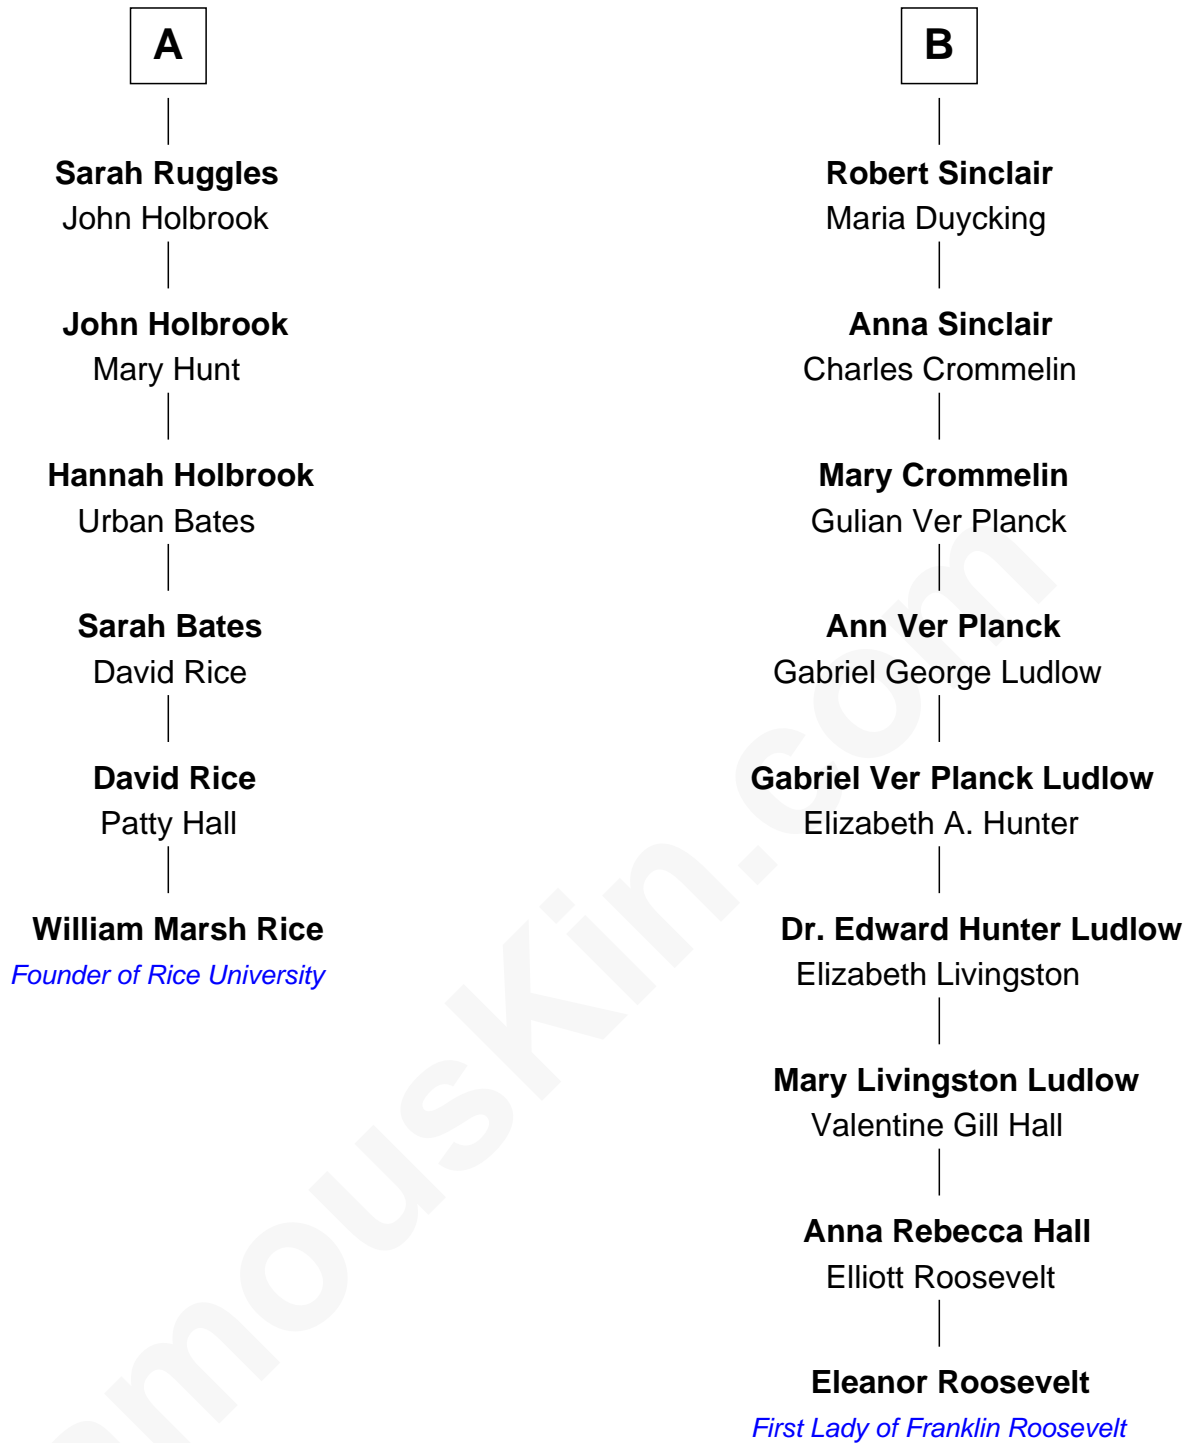 A
Sarah Ruggles
John Holbrook
John Holbrook
Mary Hunt
Hannah Holbrook
Urban Bates
Sarah Bates
David Rice
David Rice
Patty Hall
William Marsh Rice
Founder of Rice University
B
Robert Sinclair
Maria Duycking
Anna Sinclair
Charles Crommelin
Mary Crommelin
Gulian Ver Planck
Ann Ver Planck
Gabriel George Ludlow
Gabriel Ver Planck Ludlow
Elizabeth A. Hunter
Dr. Edward Hunter Ludlow
Elizabeth Livingston
Mary Livingston Ludlow
Valentine Gill Hall
Anna Rebecca Hall
Elliott Roosevelt
Eleanor Roosevelt
First Lady of Franklin Roosevelt
amouskin.com